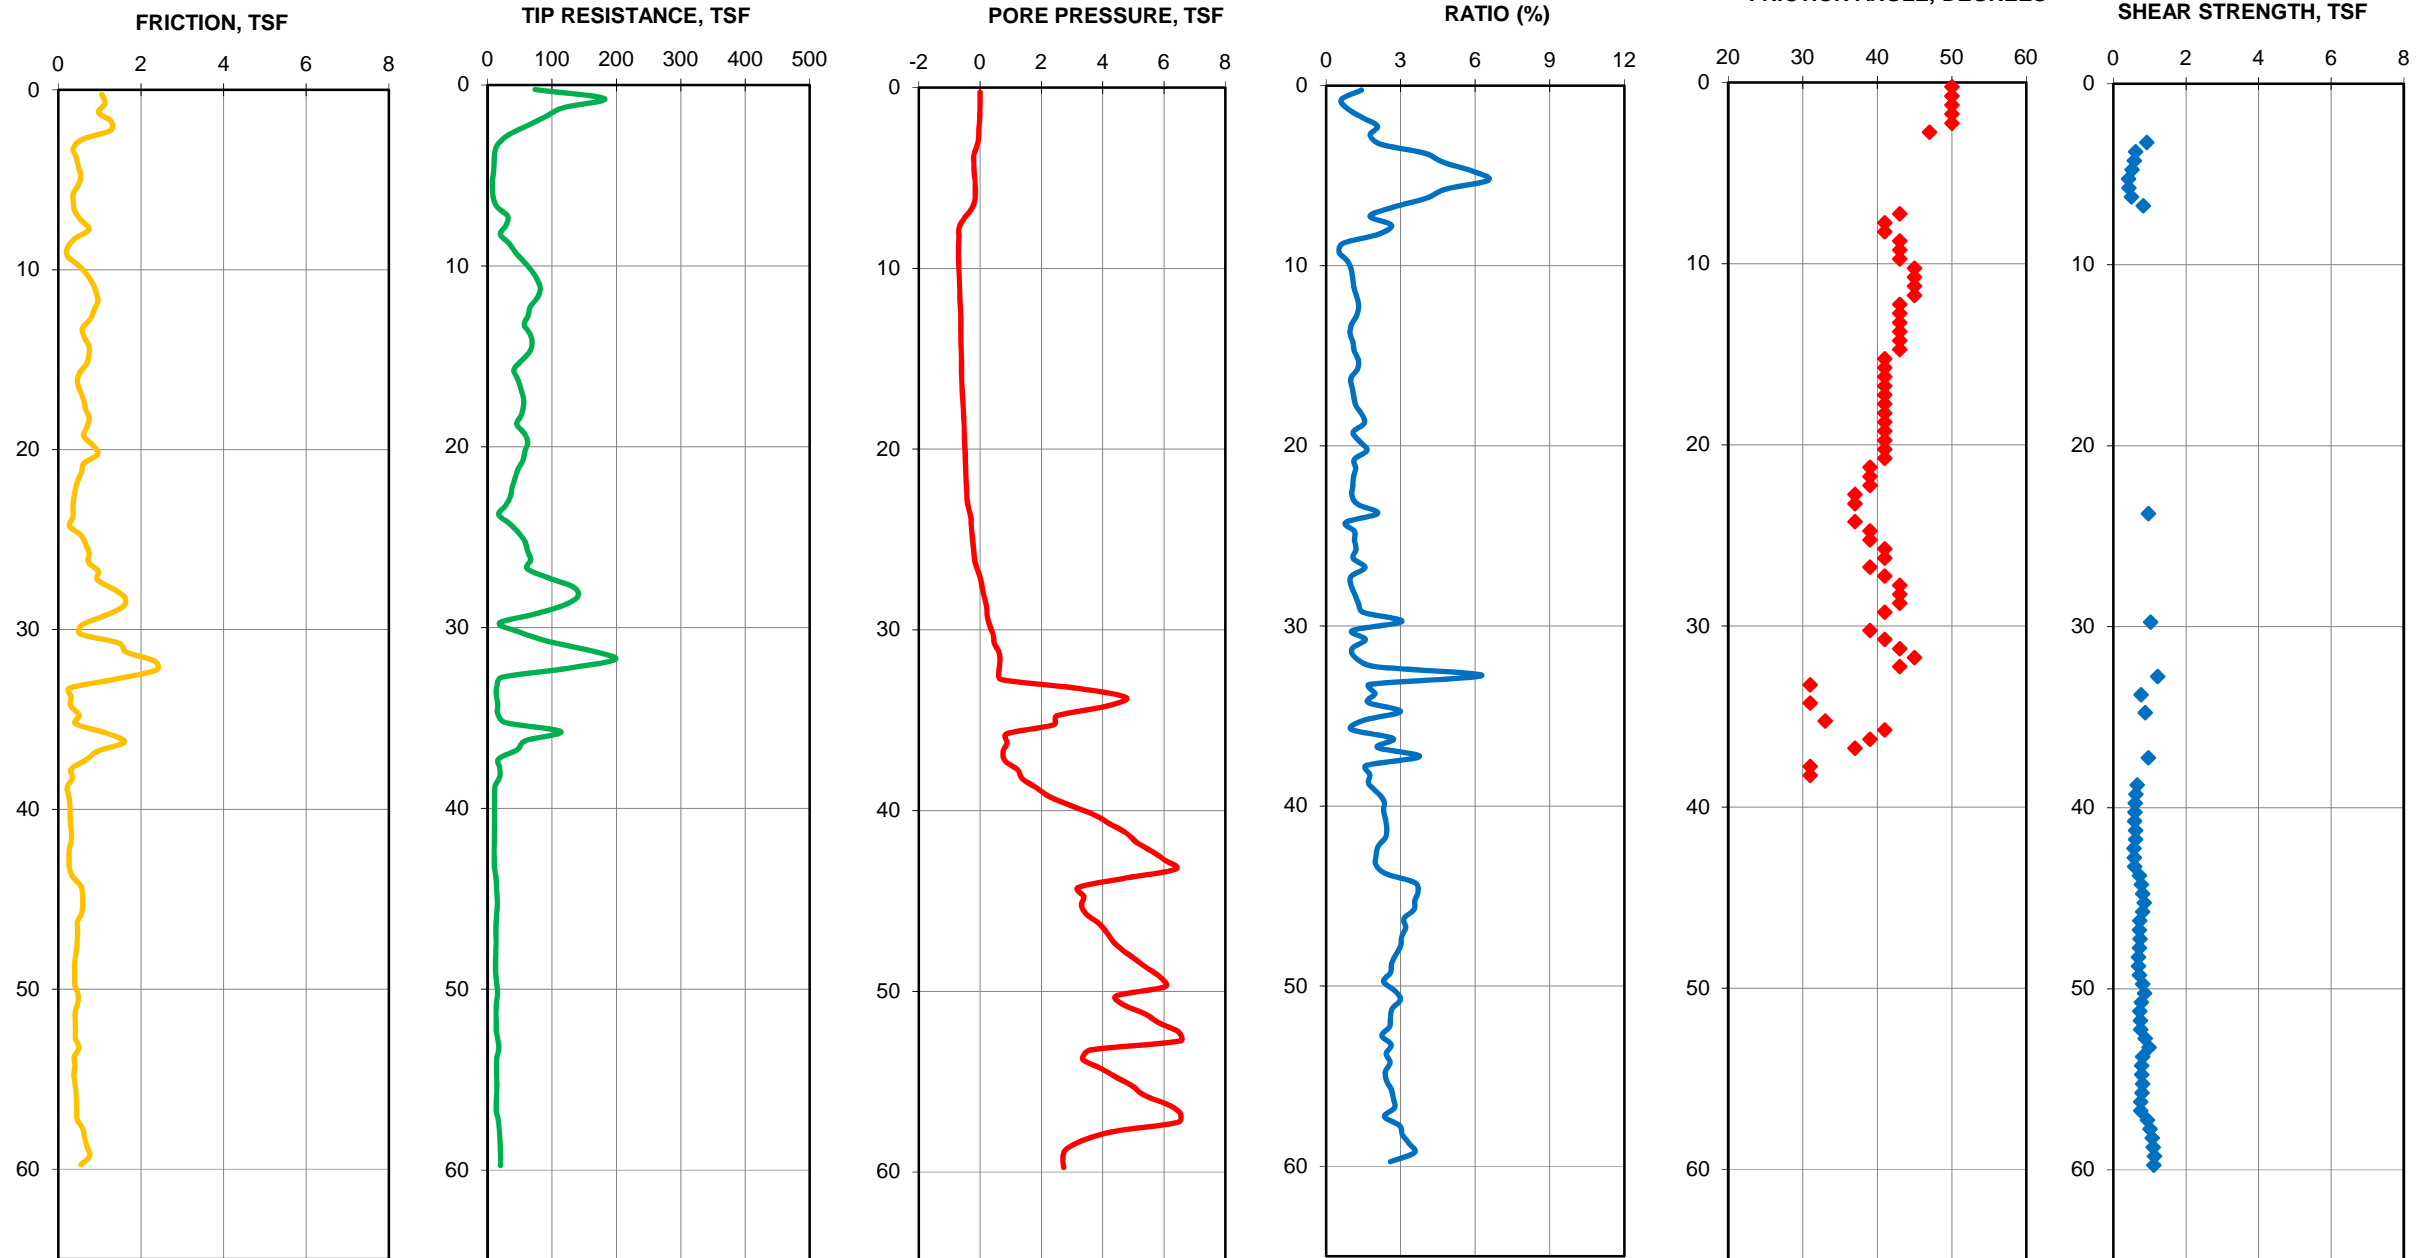 FRICTION, TSF
TIP RESISTANCE, TSF
PORE PRESSURE, TSF
RATIO (%)
FRICTION ANGLE, DEGREES
SHEAR STRENGTH, TSF
0 2 4 6 8
0 100 200 300 400 500
-2 0 2 4 6 8
0 3 6 9 12
20 30 40 50 60
0 2 4 6 8
0 0 0 0 0 0
10 10 10 10 10 10
20 20 20 20 20 20
30 30 30 30 30 30
40 40 40 40 40 40
50 50 50 50 50 50
60 60 60 60 60 60